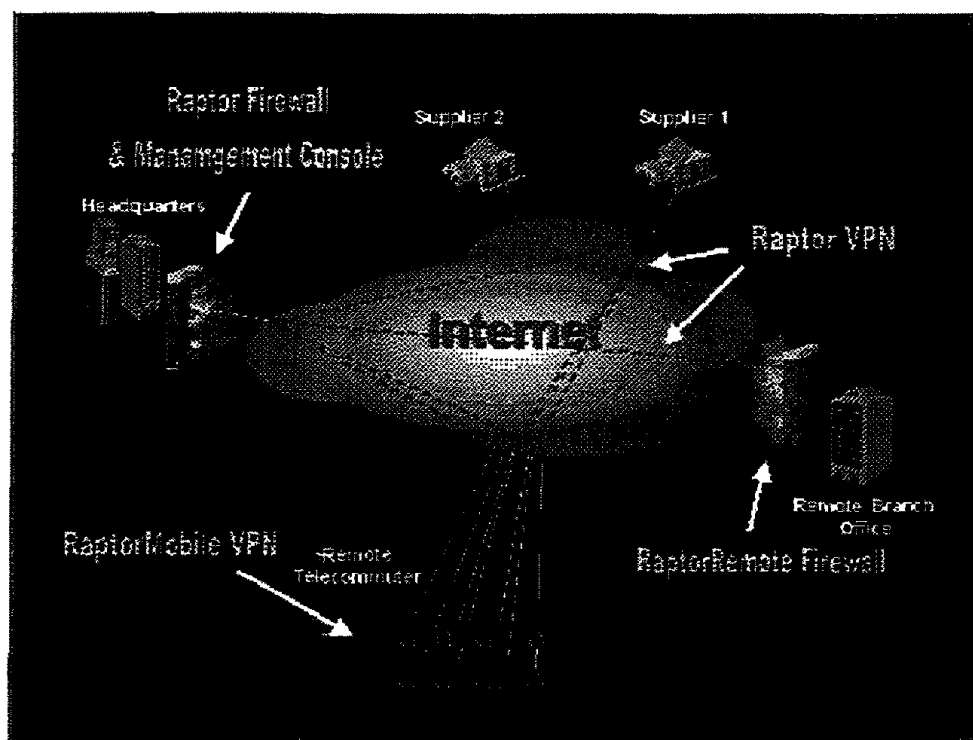 Raptor Firewall
& Manamgement Console
Supplier 2
Supplier 1
Headquarters
Raptor VPN
Internet
Remote Branch
Office
RaptorMobile VPN
Remote
Telecommuter
RaptorRemote Firewall